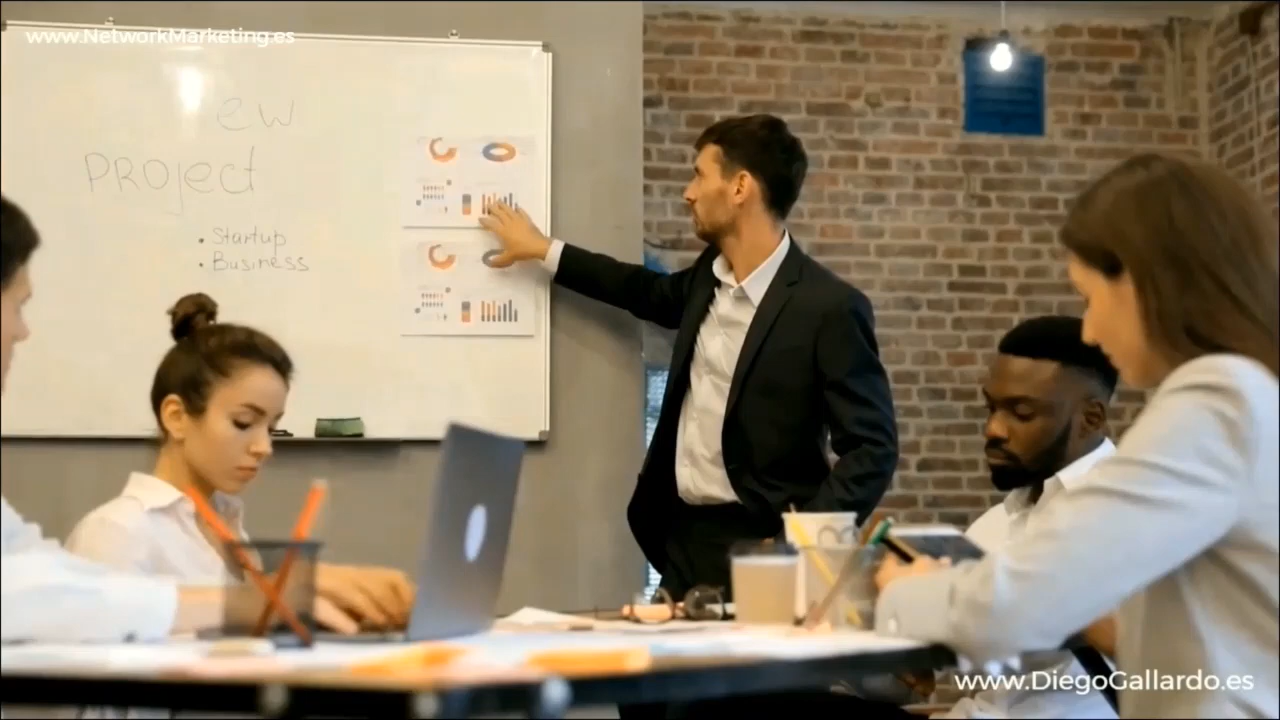 www.NetworkMarketing.es
ew
PROject
• Startup
• Business
www.DiegoGallardo.es